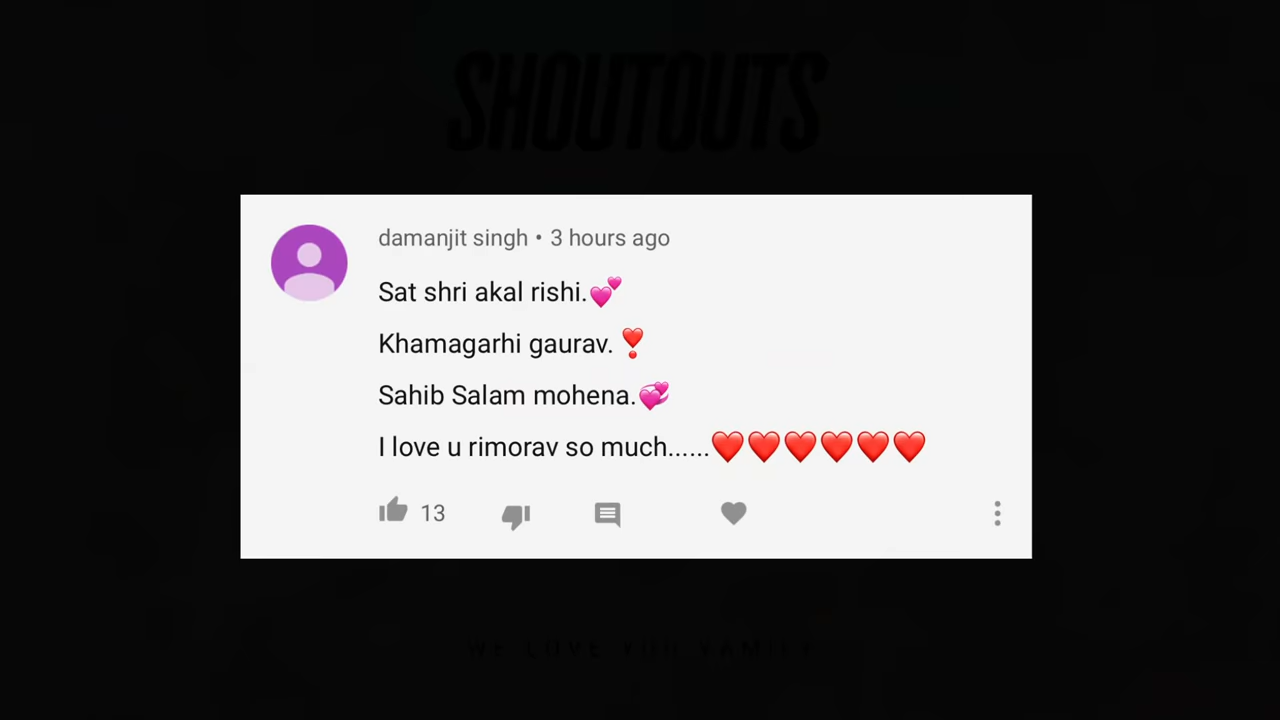 SHOUTOUTS
damanjit singh • 3 hours ago
Sat shri akal rishi.💕
Khamagarhi gaurav. ❣️
Sahib Salam mohena.💞
I love u rimorav so much......❤️❤️❤️❤️❤️❤️
13
WE LOVE YOU YAMILY